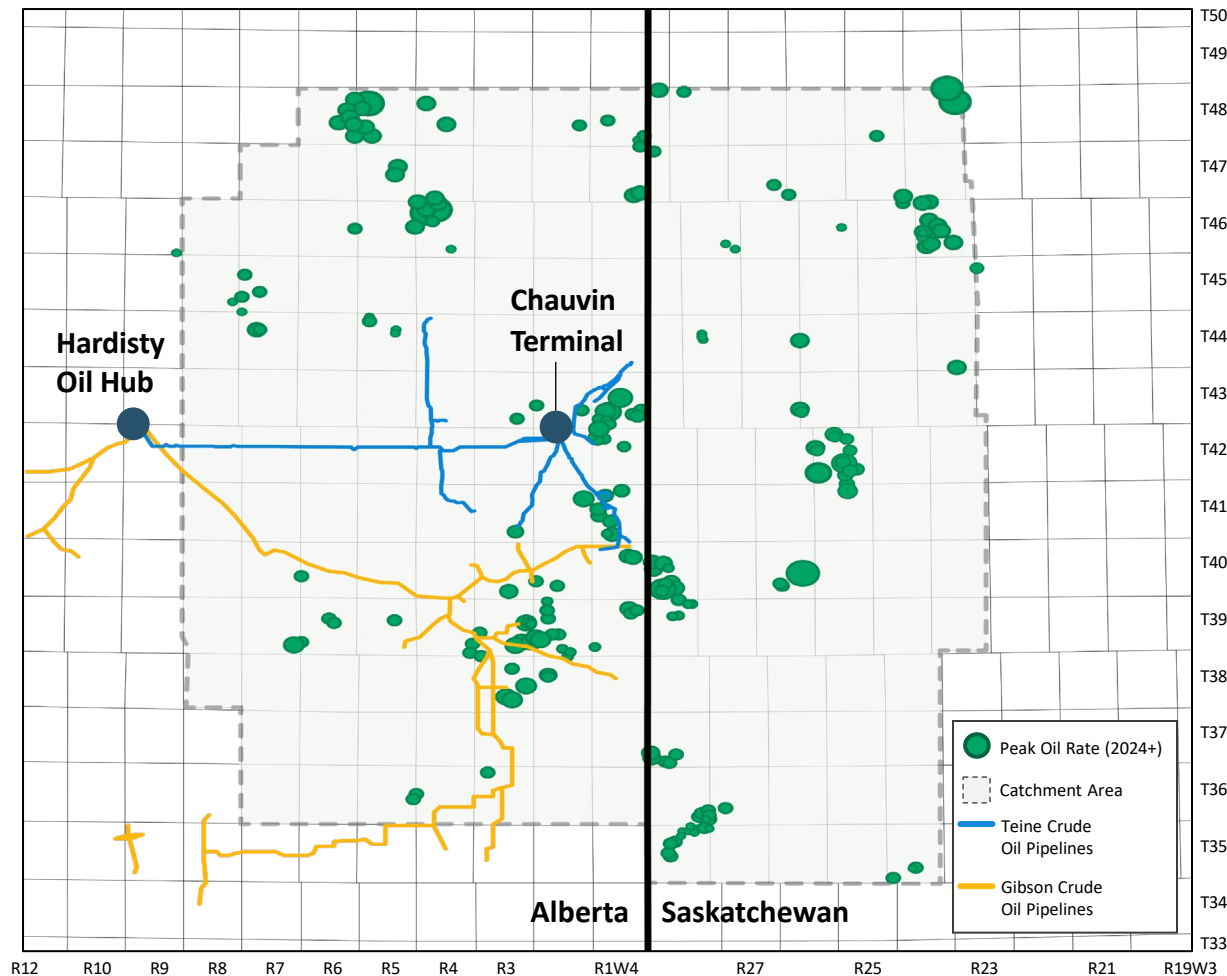 T50
T49
T48
T47
T46
T45
Chauvin
Terminal
T44
Hardisty
Oil Hub
T43
T42
T41
T40
T39
T38
T37
Peak Oil Rate (2024+)
Catchment Area
T36
Teine Crude
Oil Pipelines
T35
Gibson Crude
Oil Pipelines
T34
Alberta
Saskatchewan
T33
R12 R10 R9 R8 R7 R6 R5 R4 R3 R1W4 R27 R25 R23 R21 R19W3